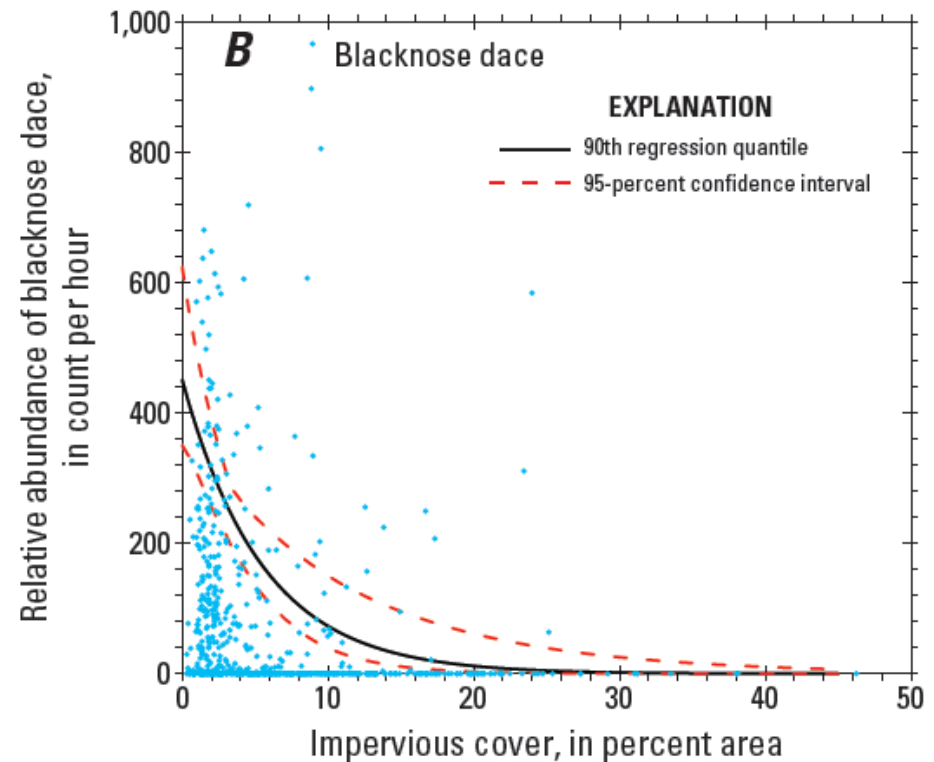 B
Blacknose dace
EXPLANATION
90th regression quantile
95-percent confidence interval
Relative abundance of blacknose dace,
in count per hour
1,000
800
600
400
200
0
0
10
20
30
40
50
Impervious cover, in percent area